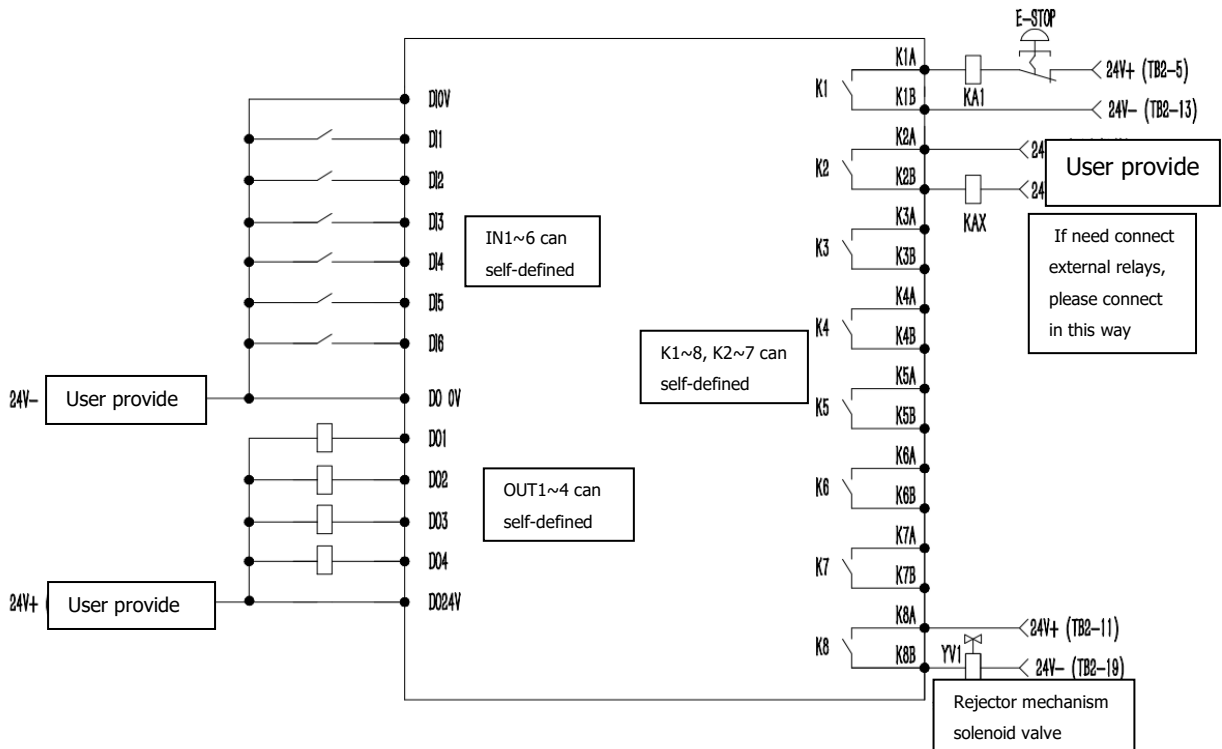 E-STOP
K1A
24V+ (TB2-5)
K1
KA1
K1B
24V- (TB2-13)
DI0V
DI1
DI2
DI3
DI4
DI5
DI6
IN1~6 can
self-defined
K2A
24
User provide
K2
K2B
24
KAX
If need connect
external relays,
please connect
in this way
K3A
K3
K3B
K4A
K4
K4B
K1~8, K2~7 can
self-defined
24V-
User provide
DO 0V
K5A
K5
K5B
DO1
DO2
DO3
DO4
OUT1~4 can
self-defined
K6A
K6
K6B
K7A
K7
K7B
24V+ (
User provide
DO24V
K8A
24V+ (TB2-11)
K8
YV1
K8B
24V- (TB2-19)
Rejector mechanism
solenoid valve